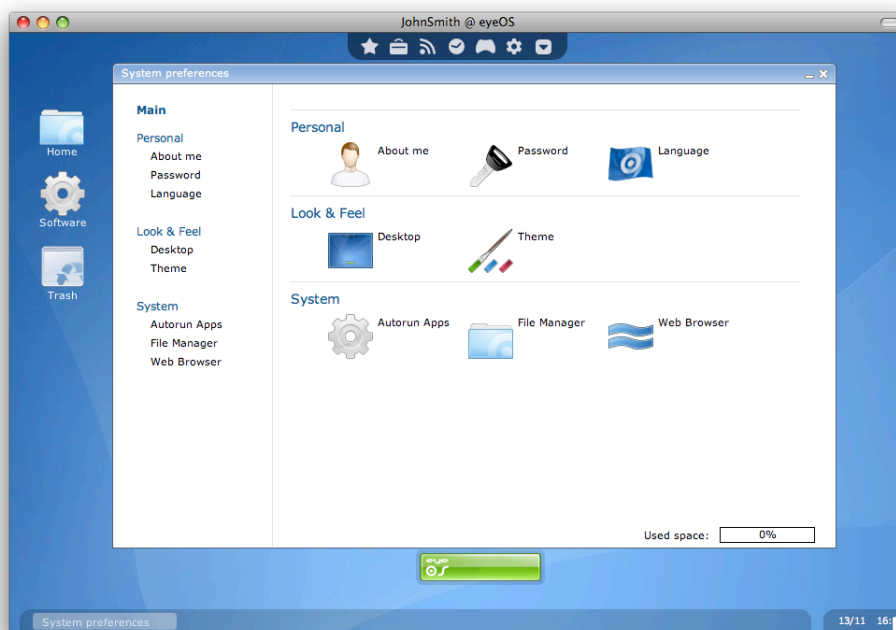 JohnSmith @ eyeOS
System preferences
Main
Personal
About me
Password
Language
Look & Feel
Desktop
Theme
System
Autorun Apps
File Manager
Web Browser
Personal
About me
Password
Language
Look & Feel
Desktop
Theme
System
Autorun Apps
File Manager
Web Browser
Used space:
0%
Home
Software
Trash
eye
os
System preferences
13/11